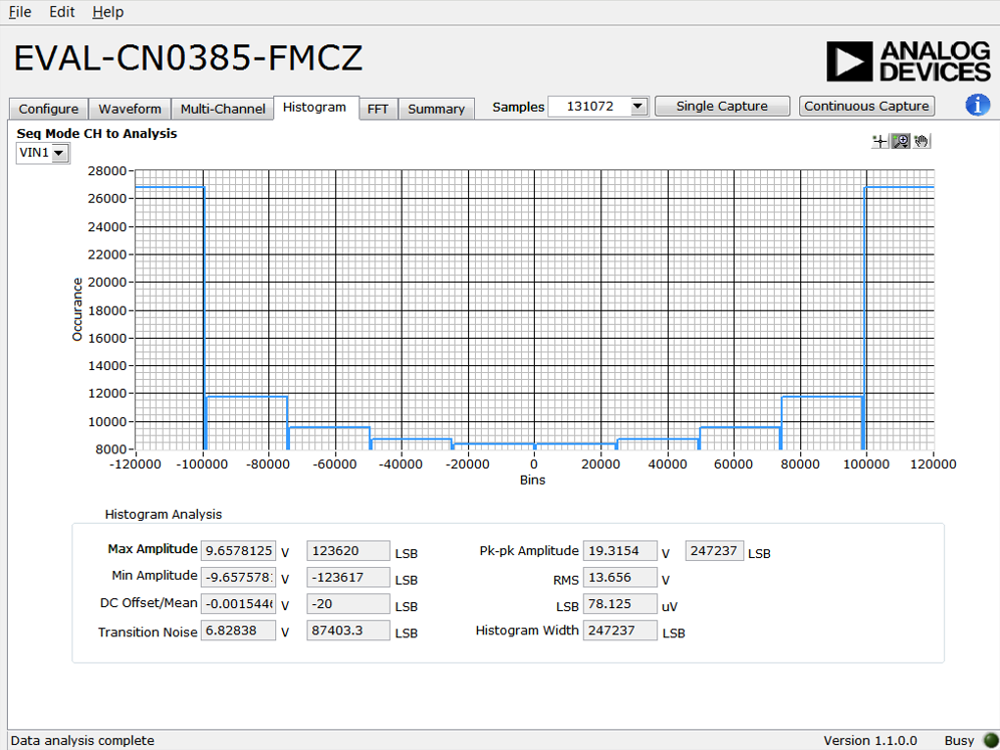 File Edit Help
EVAL-CN0385-FMCZ
ANALOG
DEVICES
Configure Waveform Multi-Channel Histogram FFT Summary Samples 131072 Single Capture Continuous Capture i
Seq Mode CH to Analysis
VIN1
28000
26000
24000
22000
20000
18000
16000
14000
12000
10000
8000
Occurance
-120000 -100000 -80000 -60000 -40000 -20000 0 20000 40000 60000 80000 100000 120000
Bins
Histogram Analysis
Max Amplitude 9.6578125 V 123620 LSB Pk-pk Amplitude 19.3154 V 247237 LSB
Min Amplitude -9.657578 V -123617 LSB RMS 13.656 V
DC Offset/Mean -0.001544 V -20 LSB LSB 78.125 uV
Transition Noise 6.82838 V 87403.3 LSB Histogram Width 247237 LSB
Data analysis complete Version 1.1.0.0 Busy